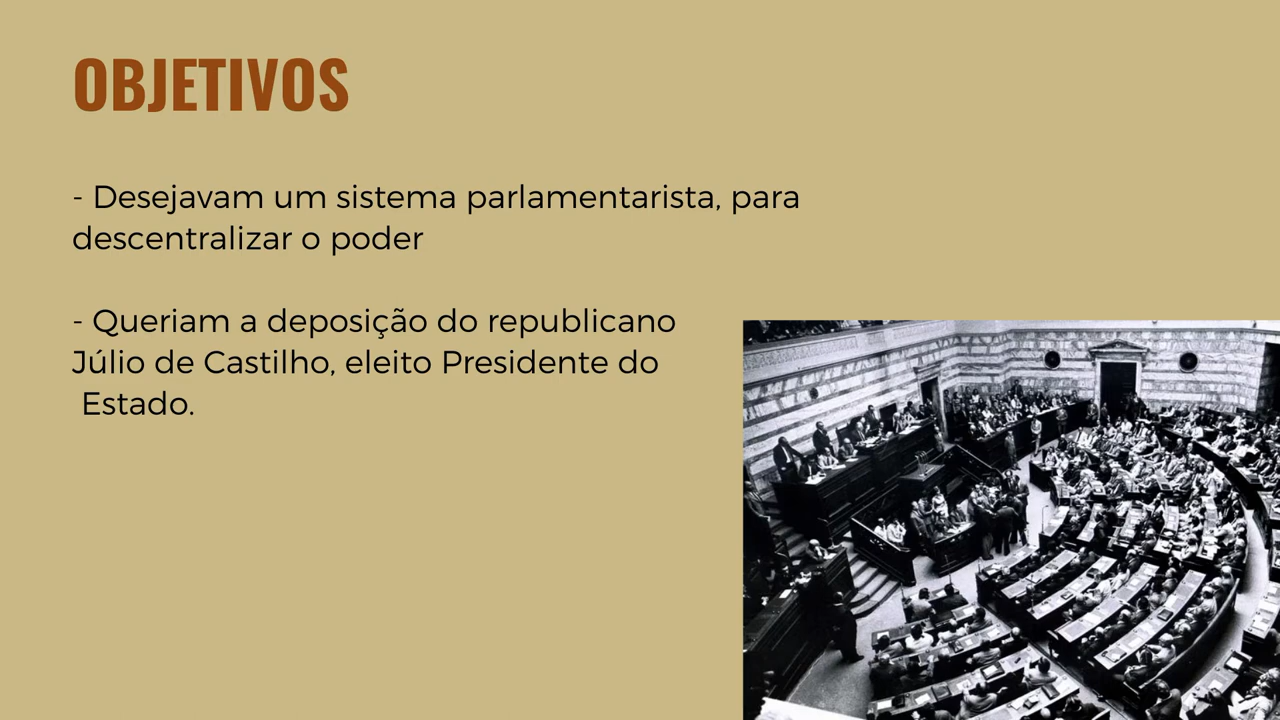 OBJETIVOS
- Desejavam um sistema parlamentarista, para
descentralizar o poder
- Queriam a deposição do republicano
Júlio de Castilho, eleito Presidente do
Estado.